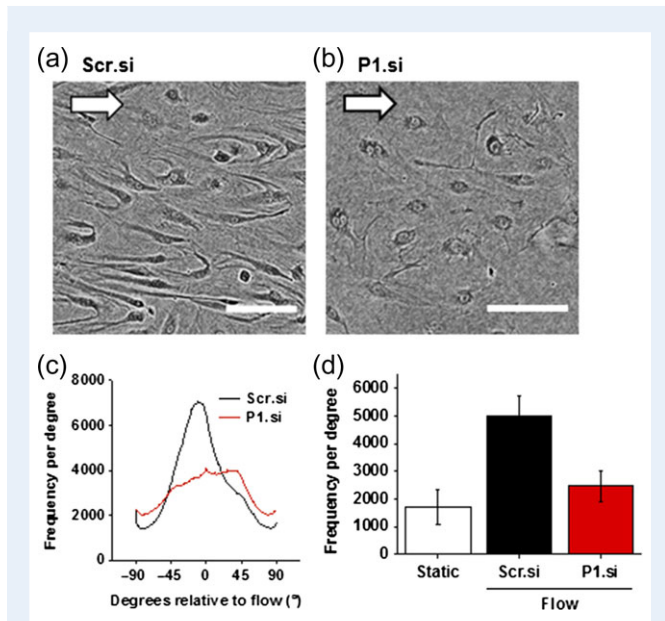 (a) Scr.si
(b) P1.si
(c)
8000
6000
4000
2000
0
Frequency per degree
Scr.si
P1.si
−90 −45 0 45 90
Degrees relative to flow (°)
(d)
6000
5000
4000
3000
2000
1000
0
Frequency per degree
Static Scr.si P1.si
Flow